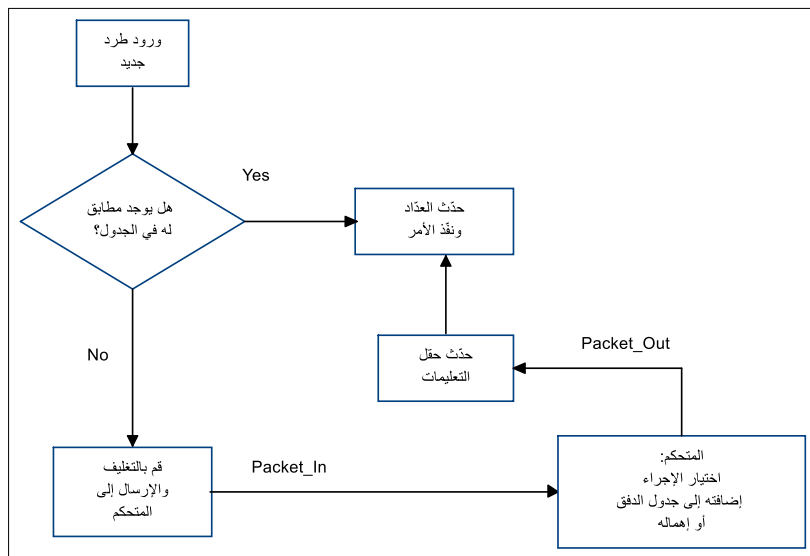 ورود طرد
جديد
Yes
هل يوجد مطابق
له في الجدول؟
حدّث العدّاد
ونفّذ الأمر
No
حدّث حقل
التعليمات
Packet_Out
قم بالتغليف
والإرسال إلى
المتحكم
Packet_In
المتحكم:
اختيار الإجراء
إضافته إلى جدول الدفق
أو إهماله